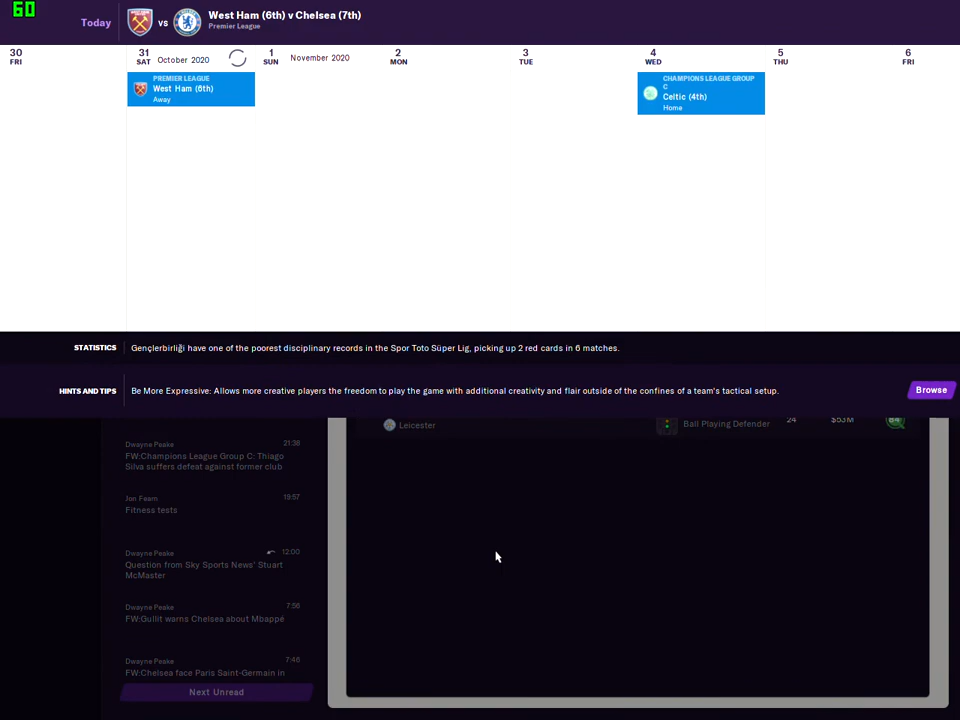 60
Today
West Ham (6th) v Chelsea (7th)
vs
Premier League
30
FRI
31
SAT
October 2020
1
SUN
November 2020
2
MON
3
TUE
4
WED
5
THU
6
FRI
PREMIER LEAGUE
West Ham (6th)
Away
CHAMPIONS LEAGUE GROUP
C
Celtic (4th)
Home
STATISTICS
Gençlerbirliği have one of the poorest disciplinary records in the Spor Toto Süper Lig, picking up 2 red cards in 6 matches.
HINTS AND TIPS
Be More Expressive: Allows more creative players the freedom to play the game with additional creativity and flair outside of the confines of a team's tactical setup.
Browse
Leicester
Ball Playing Defender
24
$53M
84
Dwayne Peake
21:38
FW:Champions League Group C: Thiago
Silva suffers defeat against former club
Jon Fearn
19:57
Fitness tests
Dwayne Peake
12:00
Question from Sky Sports News' Stuart
McMaster
Dwayne Peake
7:56
FW:Gullit warns Chelsea about Mbappé
Dwayne Peake
7:46
FW:Chelsea face Paris Saint-Germain in
Next Unread